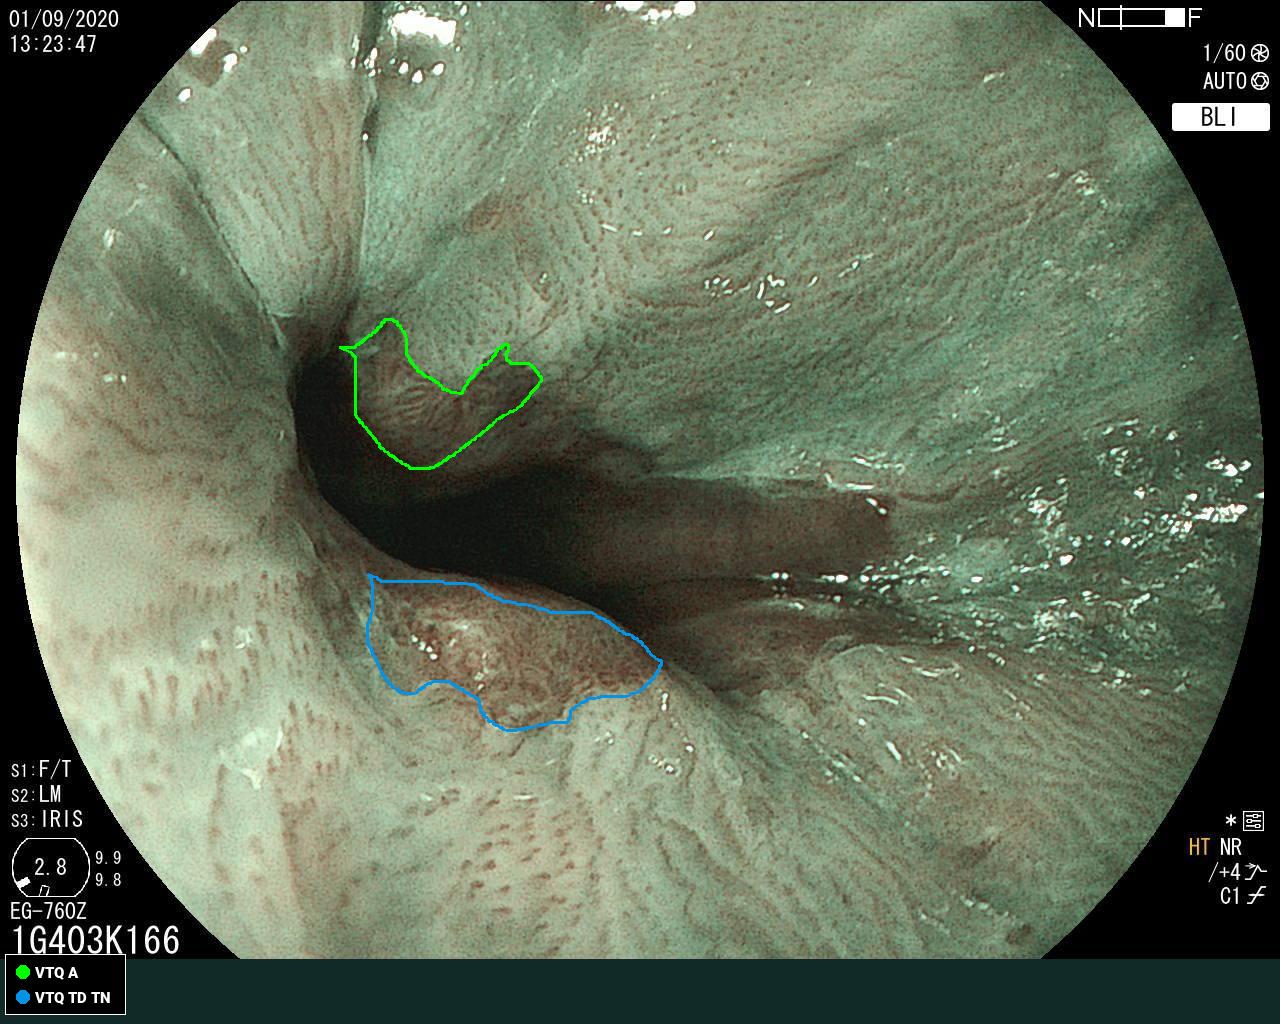 01/09/2020
13:23:47
N F
1/60
AUTO
BLI
S1:F/T
S2:LM
S3:IRIS
2.8
9.9
9.8
EG-760Z
1G403K166
*
HT NR
/+4
C1
VTQ A
VTQ TD TN